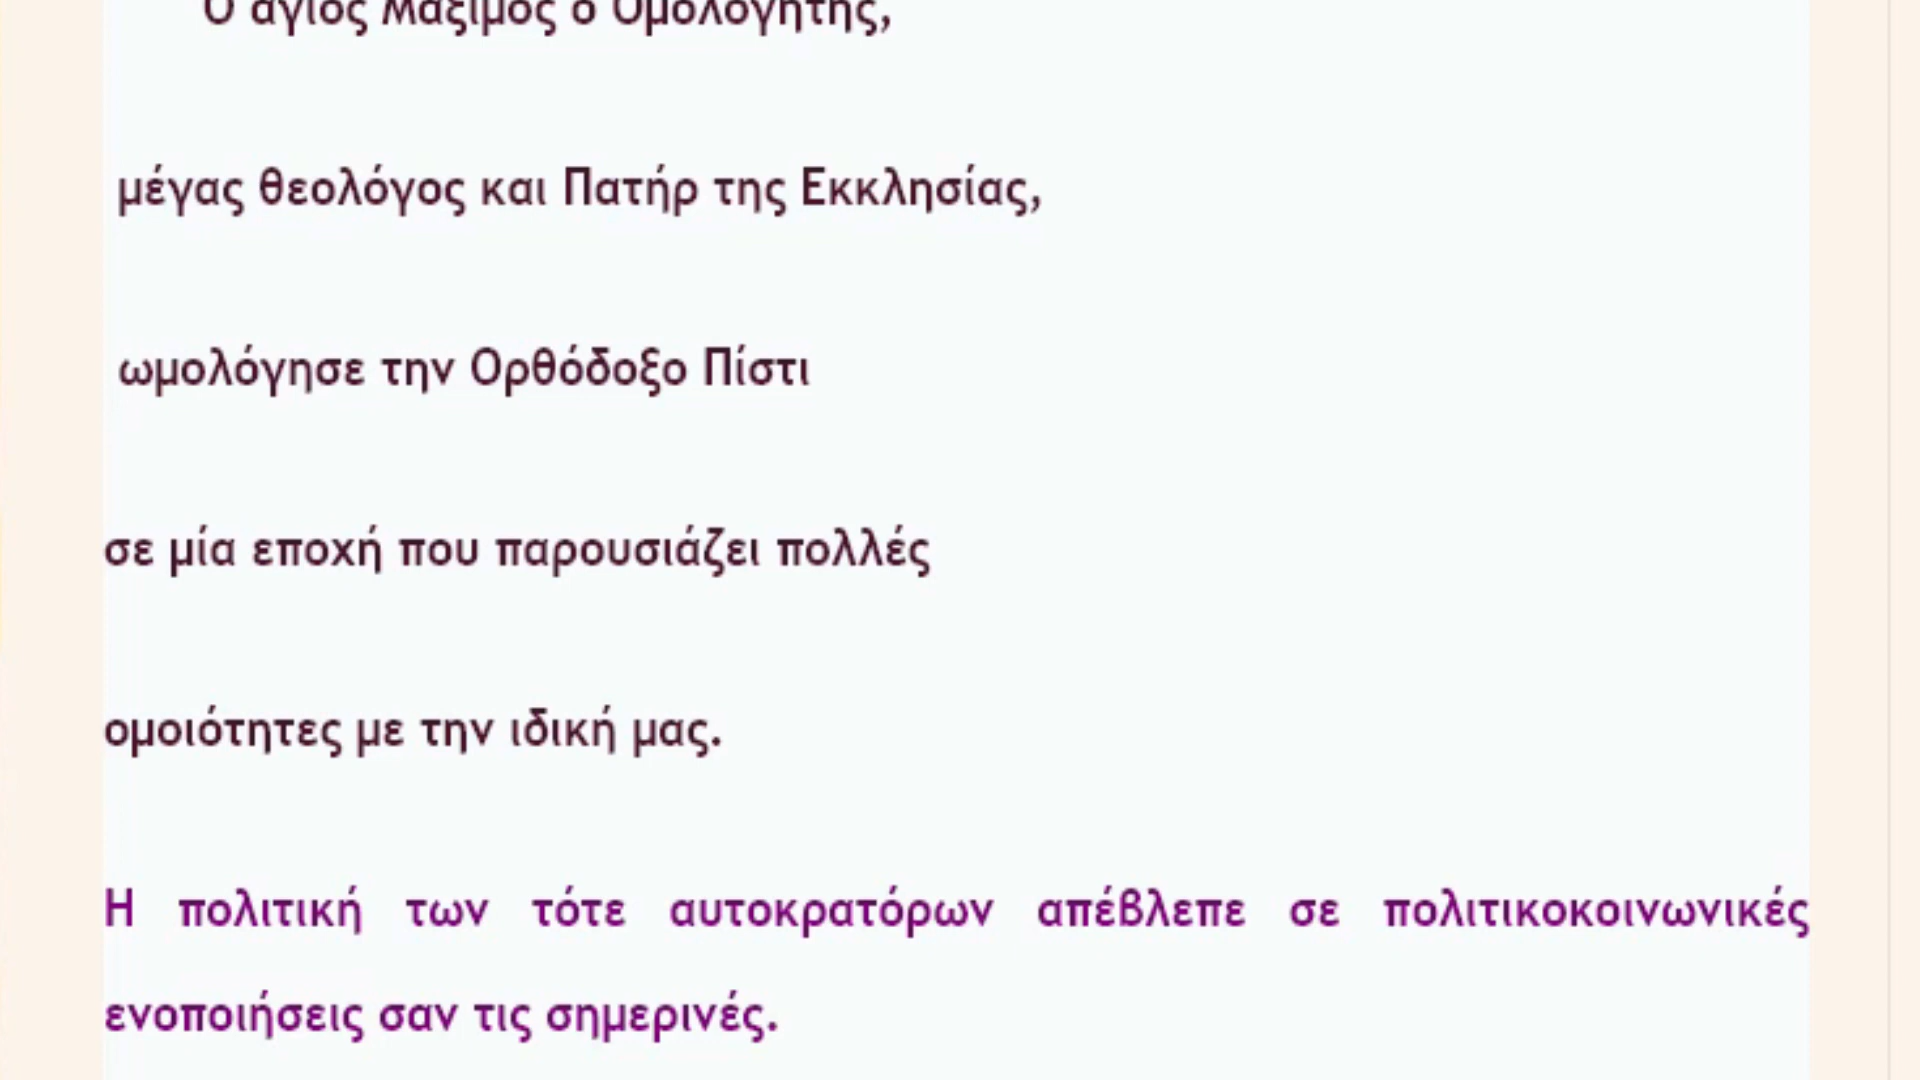 Ο άγιος Μάξιμος ο Ομολογητής,
μέγας θεολόγος και Πατήρ της Εκκλησίας,
ωμολόγησε την Ορθόδοξο Πίστι
σε μία εποχή που παρουσιάζει πολλές
ομοιότητες με την ιδική μας.
Η πολιτική των τότε αυτοκρατόρων απέβλεπε σε πολιτικοκοινωνικές
ενοποιήσεις σαν τις σημερινές.